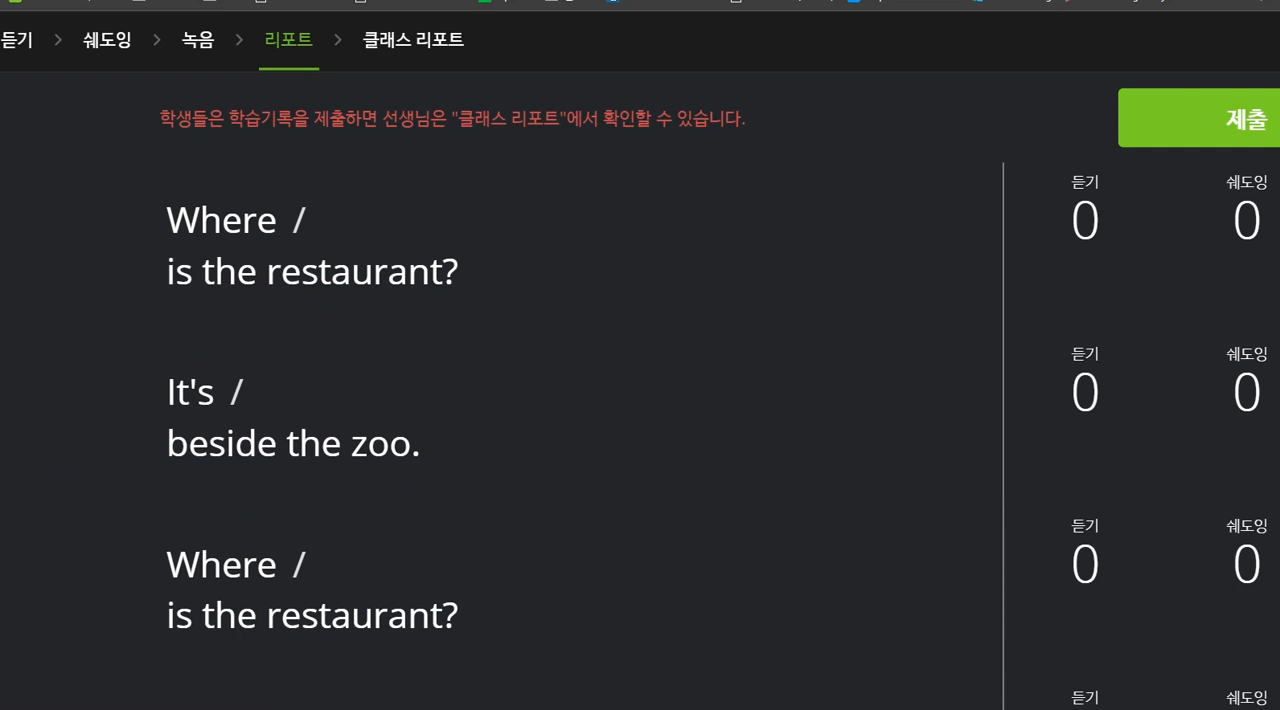 듣기 > 쉐도잉 > 녹음 > 리포트 > 클래스 리포트
학생들은 학습기록을 제출하면 선생님은 "클래스 리포트"에서 확인할 수 있습니다.
제출
듣기 쉐도잉
Where /
0 0
is the restaurant?
듣기 쉐도잉
It's /
0 0
beside the zoo.
듣기 쉐도잉
Where /
0 0
is the restaurant?
듣기 쉐도잉